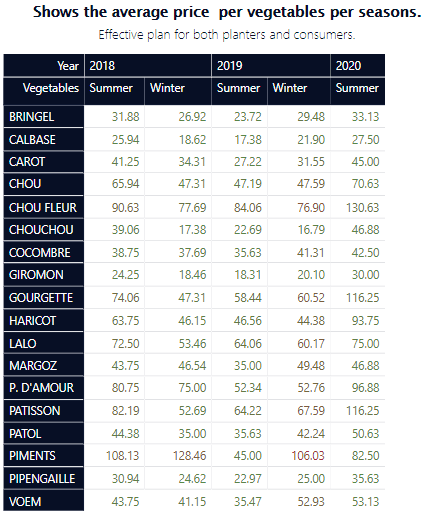 Shows the average price per vegetables per seasons.
Effective plan for both planters and consumers.
Year 2018 2019 2020
Vegetables Summer Winter Summer Winter Summer
BRINGEL 31.88 26.92 23.72 29.48 33.13
CALBASE 25.94 18.62 17.38 21.90 27.50
CAROT 41.25 34.31 27.22 31.55 45.00
CHOU 65.94 47.31 47.19 47.59 70.63
CHOU FLEUR 90.63 77.69 84.06 76.90 130.63
CHOUCHOU 39.06 17.38 22.69 16.79 46.88
COCOMBRE 38.75 37.69 35.63 41.31 42.50
GIROMON 24.25 18.46 18.31 20.10 30.00
GOURGETTE 74.06 47.31 58.44 60.52 116.25
HARICOT 63.75 46.15 46.56 44.38 93.75
LALO 72.50 53.46 64.06 60.17 75.00
MARGOZ 43.75 46.54 35.00 49.48 46.88
P. D'AMOUR 80.75 75.00 52.34 52.76 96.88
PATISSON 82.19 52.69 64.22 67.59 116.25
PATOL 44.38 35.00 35.63 42.24 50.63
PIMENTS 108.13 128.46 45.00 106.03 82.50
PIPENGAILLE 30.94 24.62 22.97 25.00 35.63
VOEM 43.75 41.15 35.47 52.93 53.13